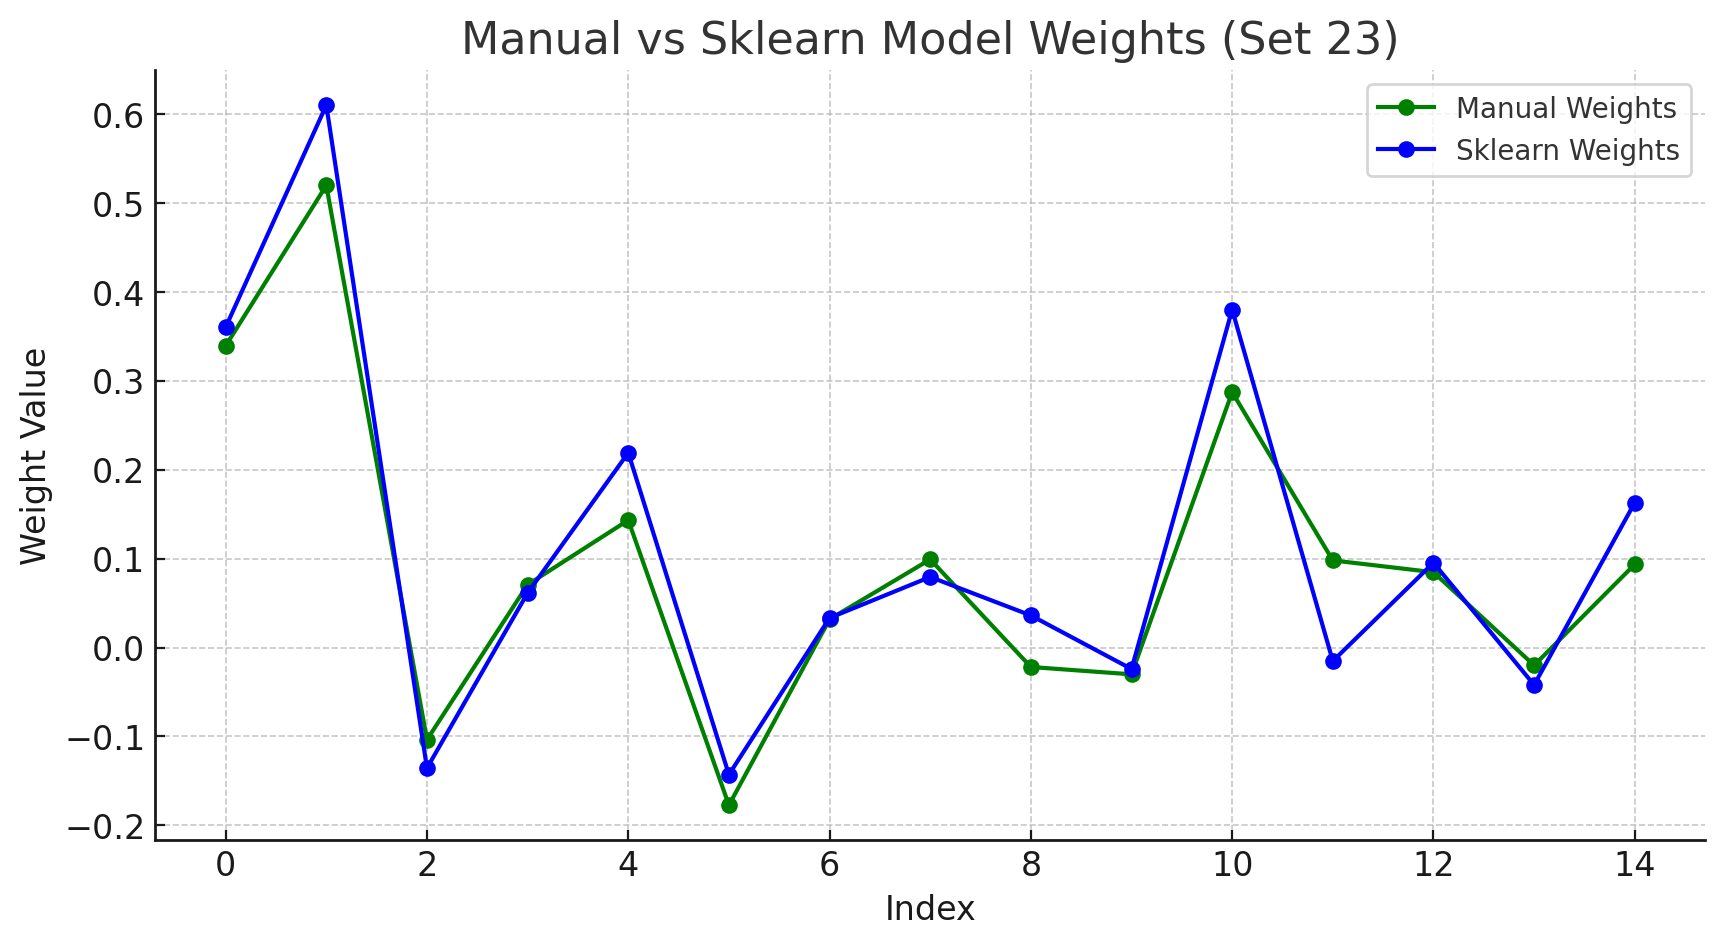 Manual vs Sklearn Model Weights (Set 23)
Manual Weights
Sklearn Weights
Weight Value
0.6
0.5
0.4
0.3
0.2
0.1
0.0
−0.1
−0.2
0 2 4 6 8 10 12 14
Index